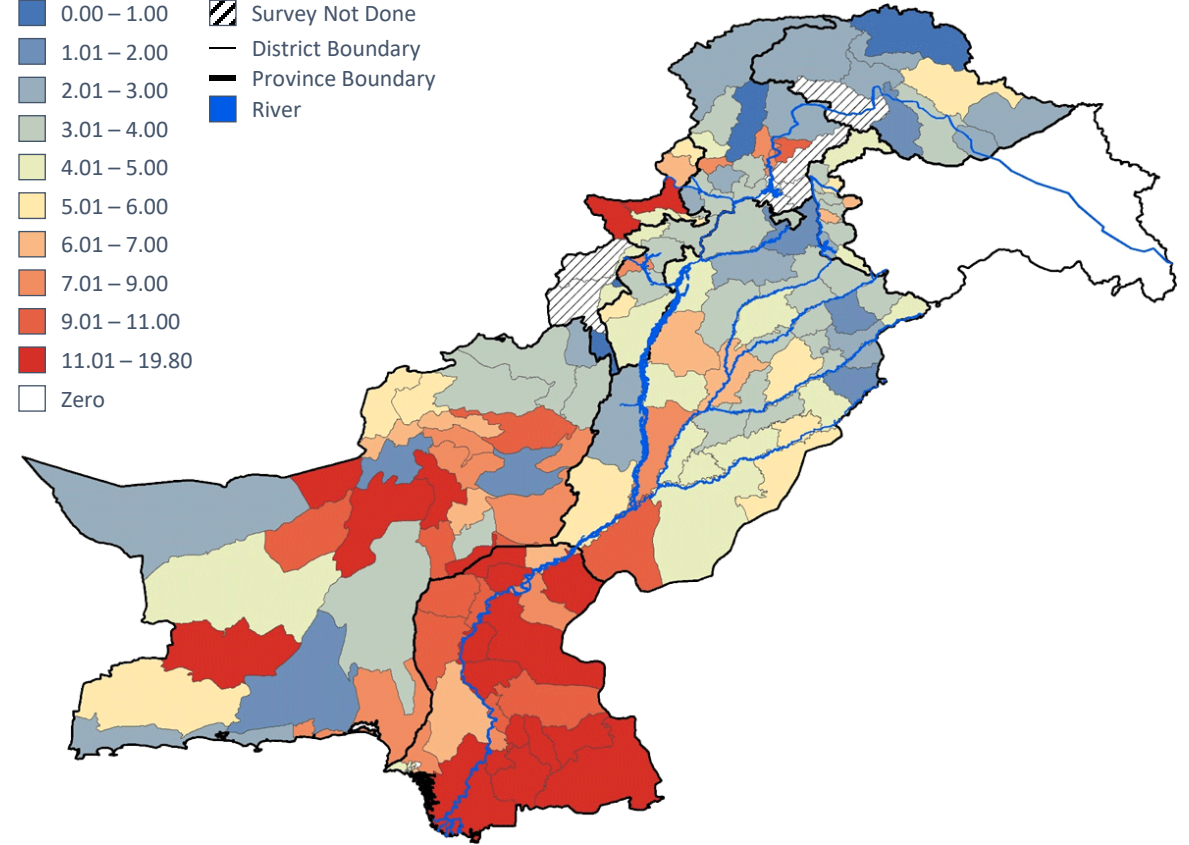 0.00 – 1.00
1.01 – 2.00
2.01 – 3.00
3.01 – 4.00
4.01 – 5.00
5.01 – 6.00
6.01 – 7.00
7.01 – 9.00
9.01 – 11.00
11.01 – 19.80
Zero
Survey Not Done
District Boundary
Province Boundary
River